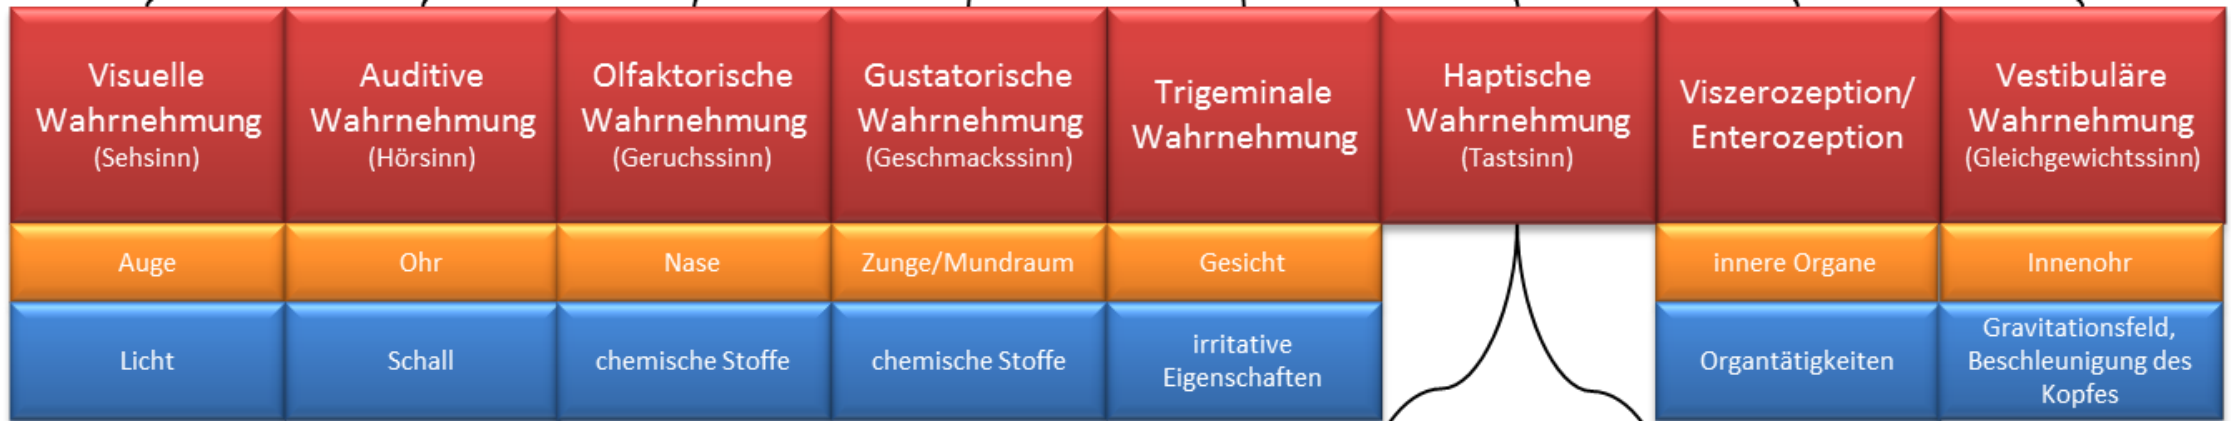 Visuelle
Wahrnehmung
(Sehsinn)
Auditive
Wahrnehmung
(Hörsinn)
Olfaktorische
Wahrnehmung
(Geruchssinn)
Gustatorische
Wahrnehmung
(Geschmackssinn)
Trigeminale
Wahrnehmung
Haptische
Wahrnehmung
(Tastsinn)
Viszerozeption/
Enterozeption
Vestibuläre
Wahrnehmung
(Gleichgewichtssinn)
Auge
Ohr
Nase
Zunge/Mundraum
Gesicht
innere Organe
Innenohr
Licht
Schall
chemische Stoffe
chemische Stoffe
irritative
Eigenschaften
Organtätigkeiten
Gravitationsfeld,
Beschleunigung des
Kopfes